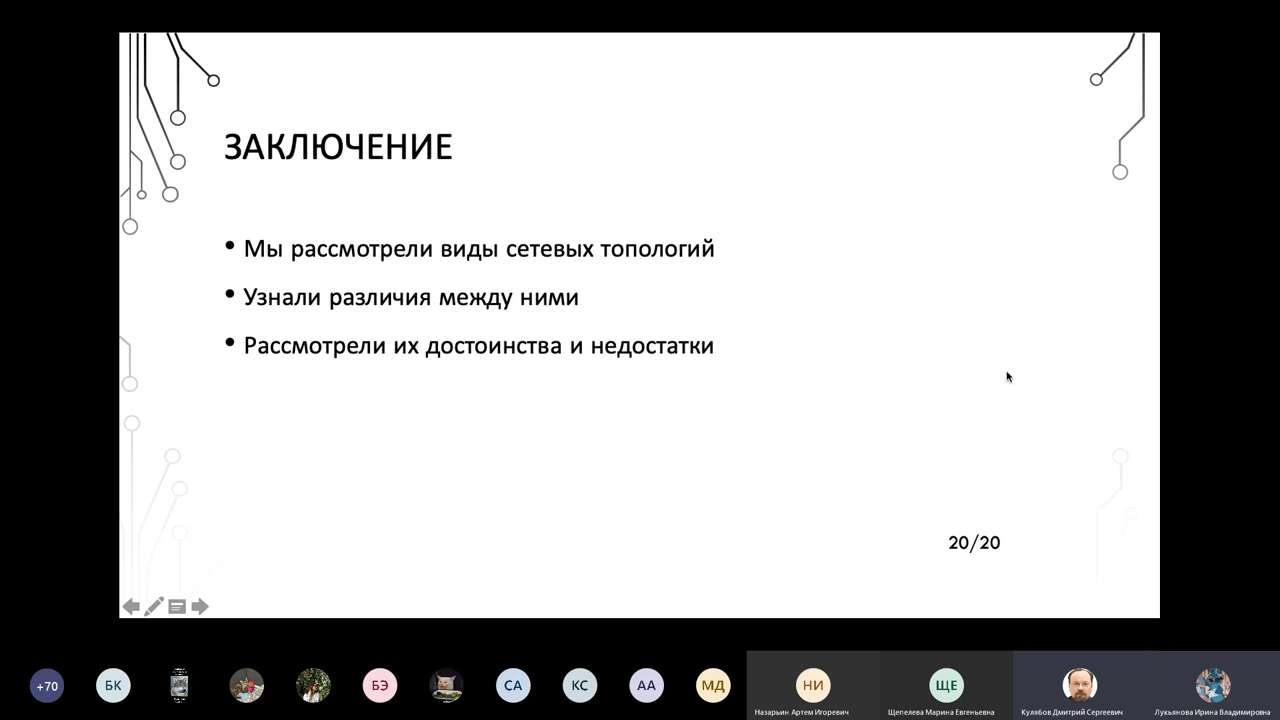 ЗАКЛЮЧЕНИЕ
• Мы рассмотрели виды сетевых топологий
• Узнали различия между ними
• Рассмотрели их достоинства и недостатки
20/20
+70
БК
БЭ
СА
КС
АА
МД
НИ
ЩЕ
Назарьин Артем Игоревич
Щепелева Марина Евгеньевна
Кулябов Дмитрий Сергеевич
Лукьянова Ирина Владимировна